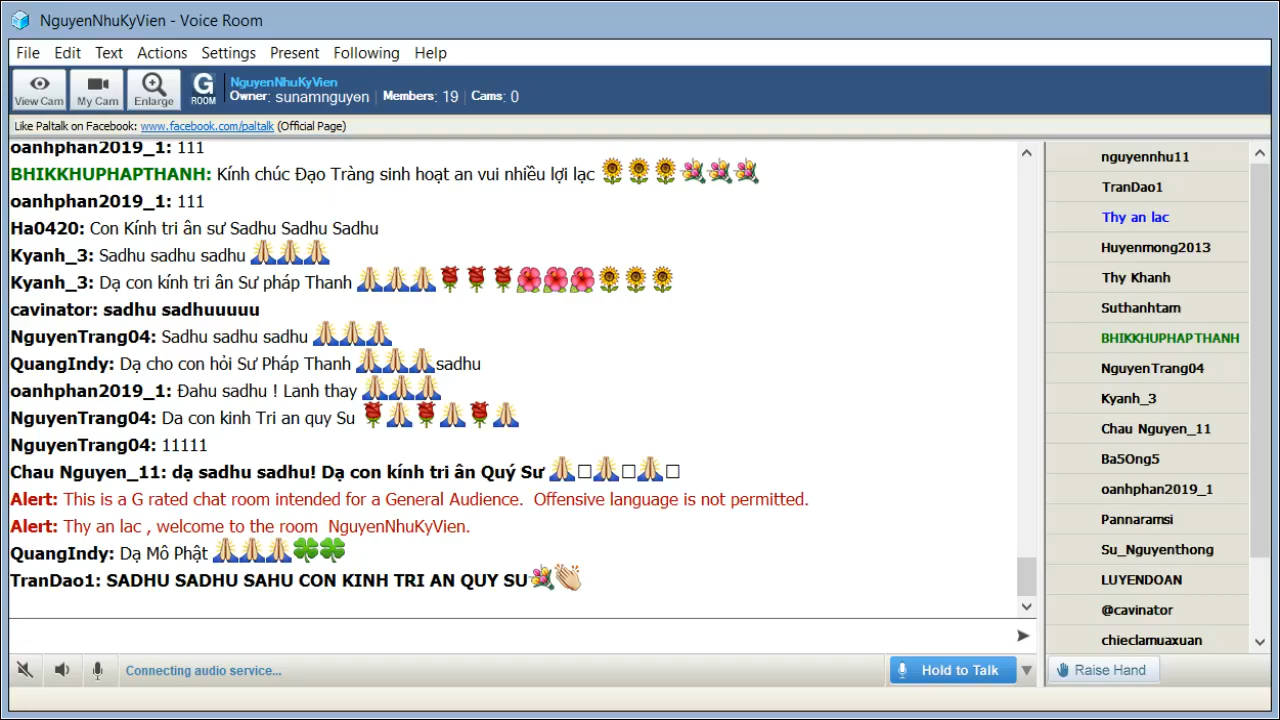 NguyenNhuKyVien - Voice Room
File Edit Text Actions Settings Present Following Help
View Cam My Cam Enlarge G ROOM
NguyenNhuKyVien
Owner: sunamnguyen | Members: 19 | Cams: 0
Like Paltalk on Facebook: www.facebook.com/paltalk (Official Page)
oanhphan2019_1: 111
BHIKKHUPHAPTHANH: Kính chúc Đạo Tràng sinh hoạt an vui nhiều lợi lạc 🌻🌻🌻💐💐💐
oanhphan2019_1: 111
Ha0420: Con Kính tri ân sư Sadhu Sadhu Sadhu
Kyanh_3: Sadhu sadhu sadhu 🙏🙏🙏
Kyanh_3: Dạ con kính tri ân Sư pháp Thanh 🙏🙏🙏🌹🌹🌹🌺🌺🌺🌻🌻🌻
cavinator: sadhu sadhuuuuu
NguyenTrang04: Sadhu sadhu sadhu 🙏🙏🙏
QuangIndy: Dạ cho con hỏi Sư Pháp Thanh 🙏🙏🙏sadhu
oanhphan2019_1: Đahu sadhu ! Lanh thay 🙏🙏🙏
NguyenTrang04: Da con kinh Tri an quy Su 🌹🙏🌹🙏🌹🙏
NguyenTrang04: 11111
Chau Nguyen_11: dạ sadhu sadhu! Dạ con kính tri ân Quý Sư 🙏□🙏□🙏□
Alert: This is a G rated chat room intended for a General Audience. Offensive language is not permitted.
Alert: Thy an lac , welcome to the room NguyenNhuKyVien.
QuangIndy: Dạ Mô Phật 🙏🙏🙏🍀🍀
TranDao1: SADHU SADHU SAHU CON KINH TRI AN QUY SU💐👏
nguyennhu11
TranDao1
Thy an lac
Huyenmong2013
Thy Khanh
Suthanhtam
BHIKKHUPHAPTHANH
NguyenTrang04
Kyanh_3
Chau Nguyen_11
Ba5Ong5
oanhphan2019_1
Pannaramsi
Su_Nguyenthong
LUYENDOAN
@cavinator
chieclamuaxuan
Connecting audio service...
Hold to Talk
Raise Hand